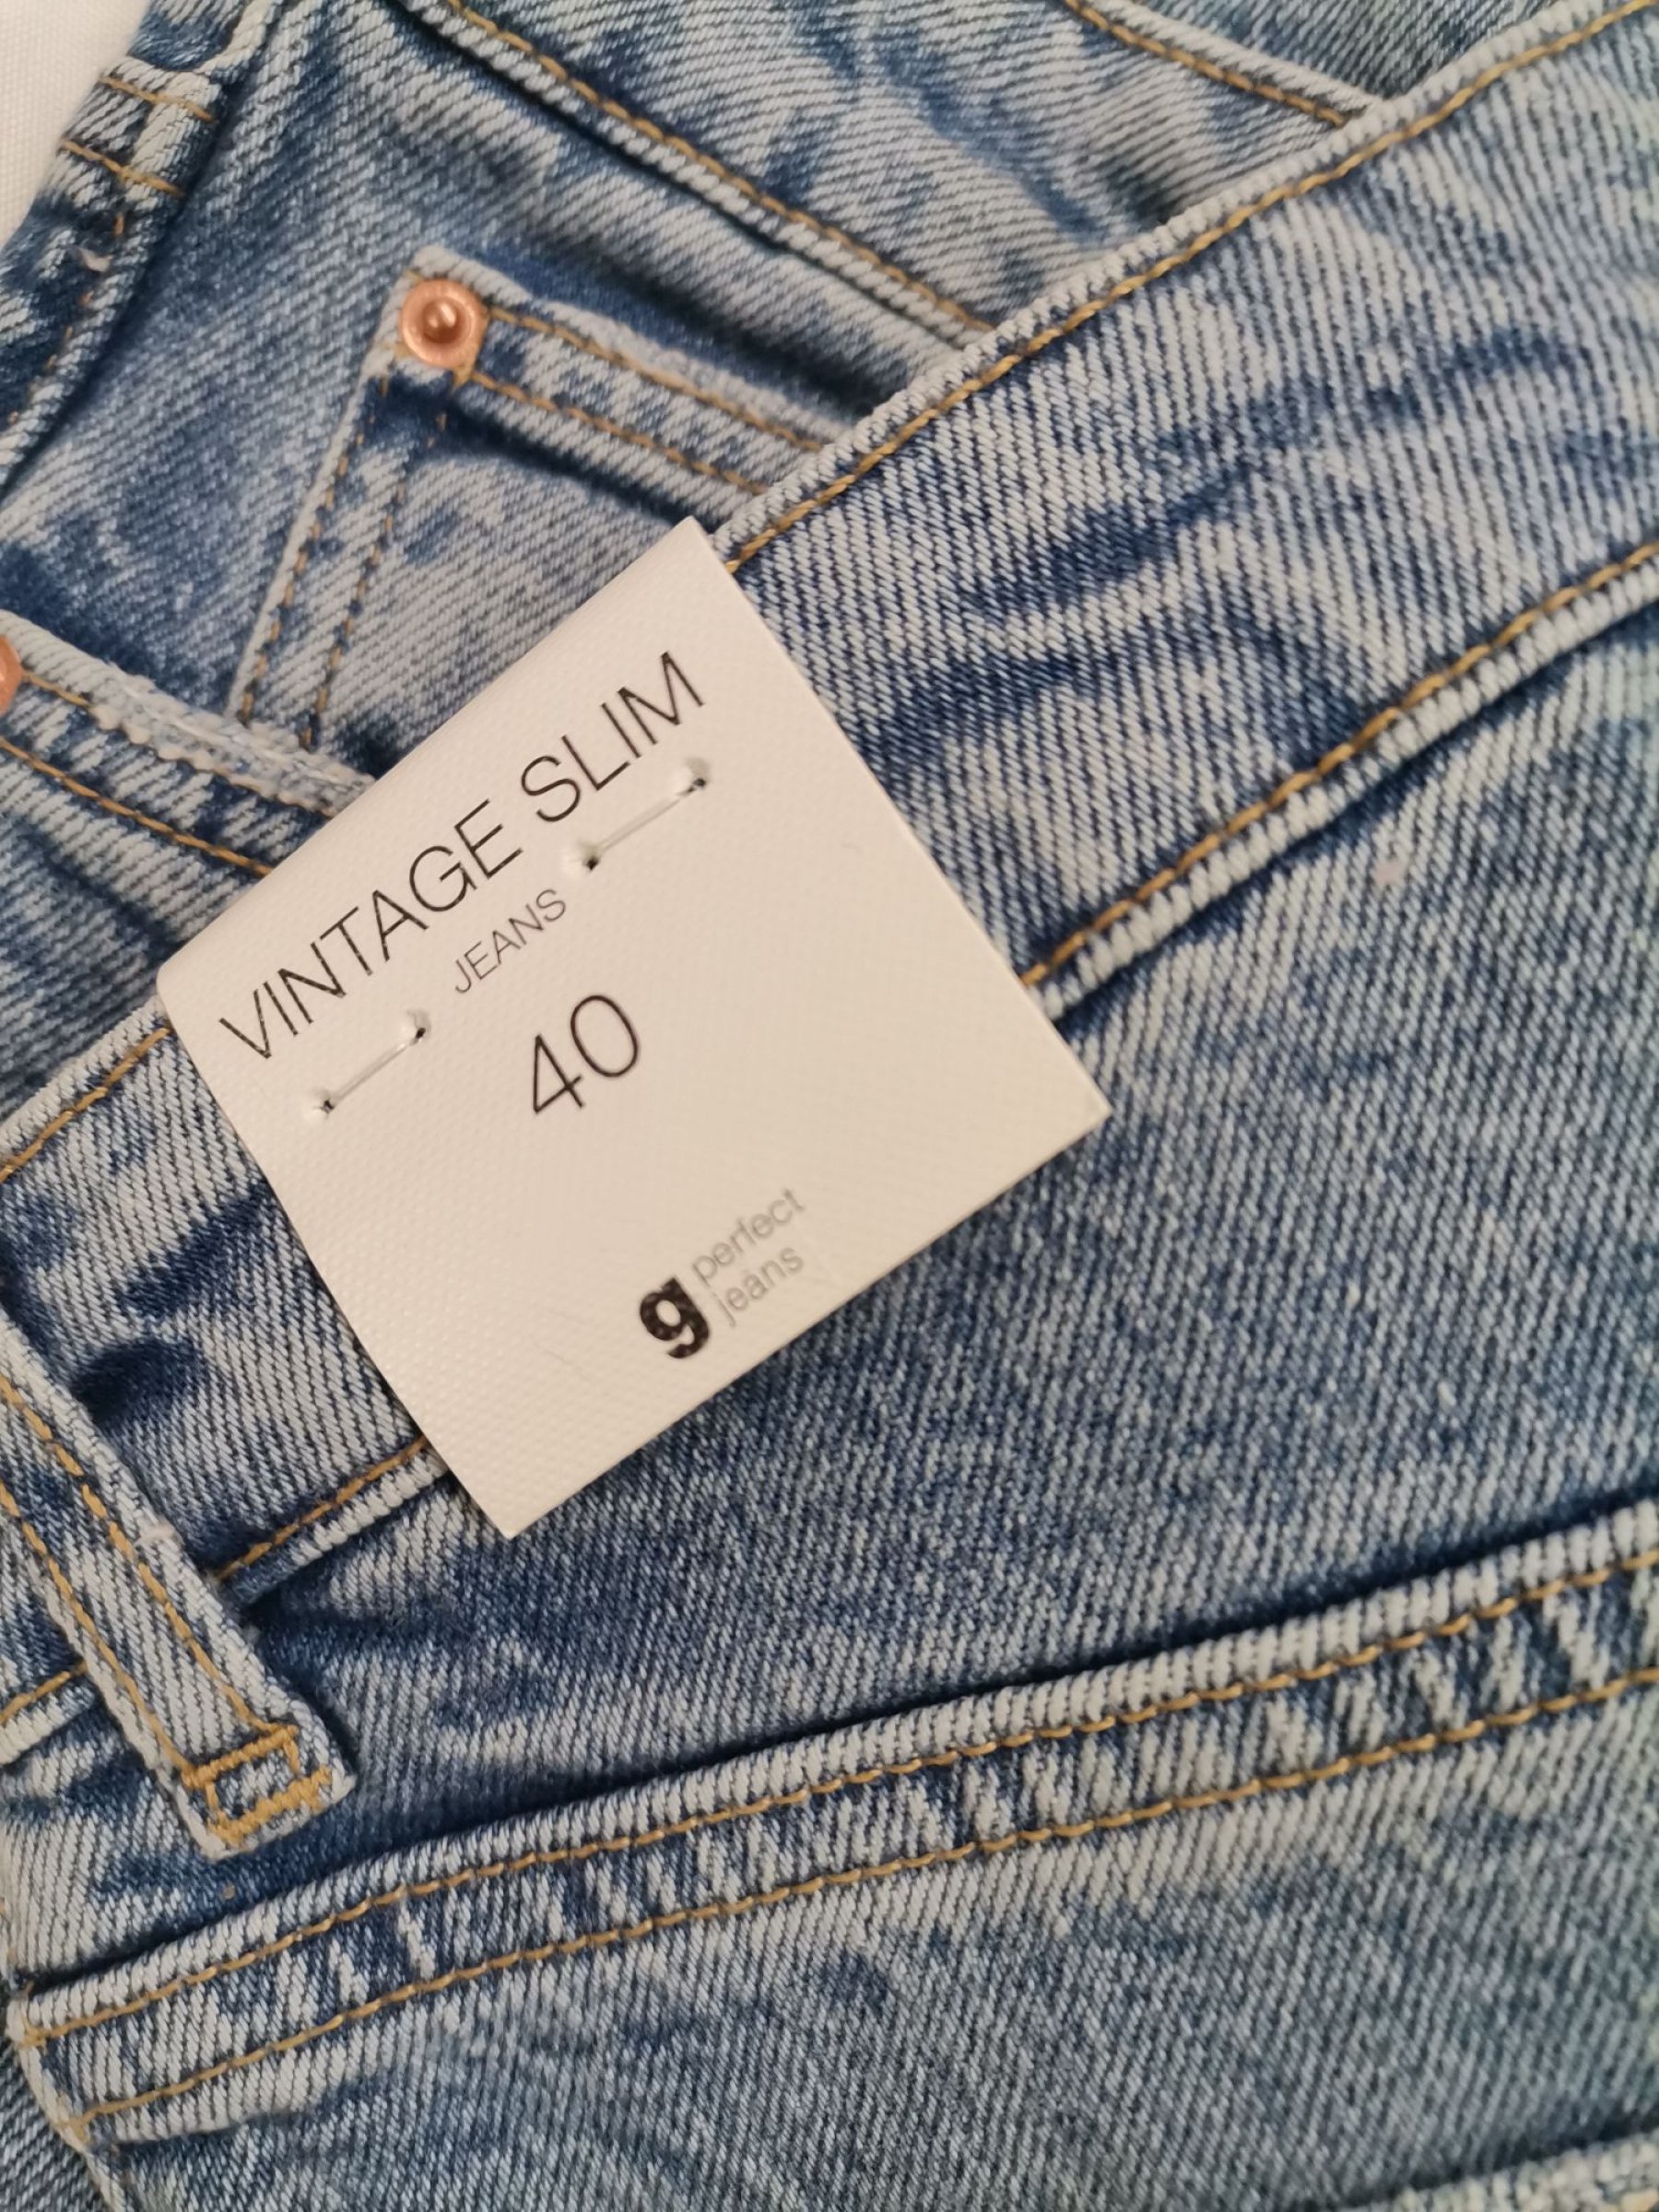 VINTAGE SLIM
JEANS
40
g perfect
jeans